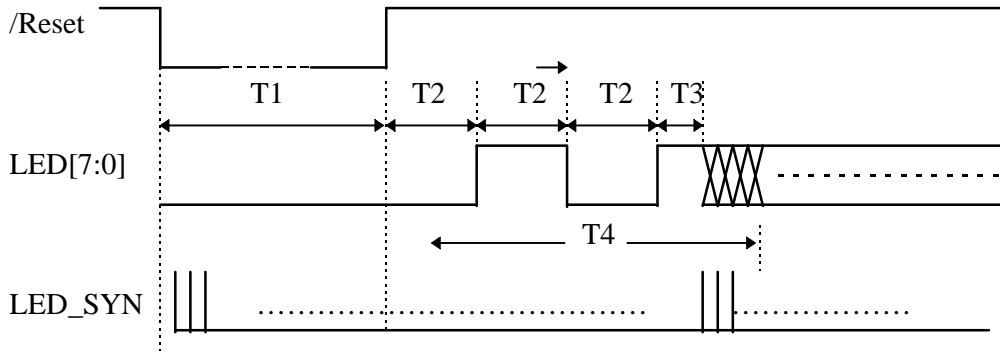 /Reset
T1 T2 T2 T2 T3
LED[7:0]
T4
LED_SYN